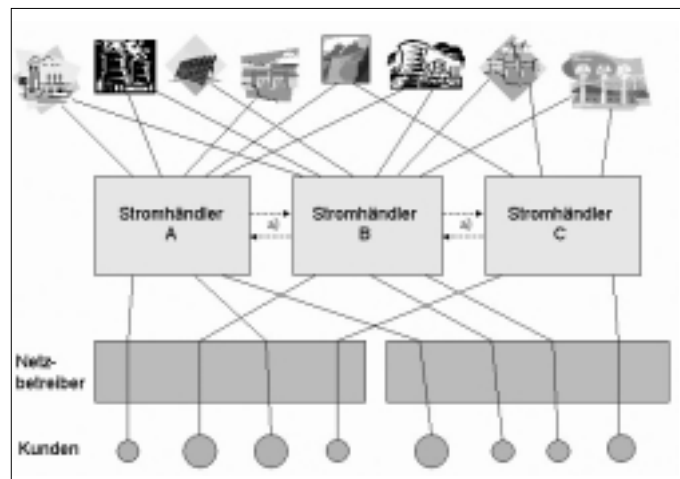 Stromhändler
A
a)
Stromhändler
B
a)
Stromhändler
C
Netz-
betreiber
Kunden